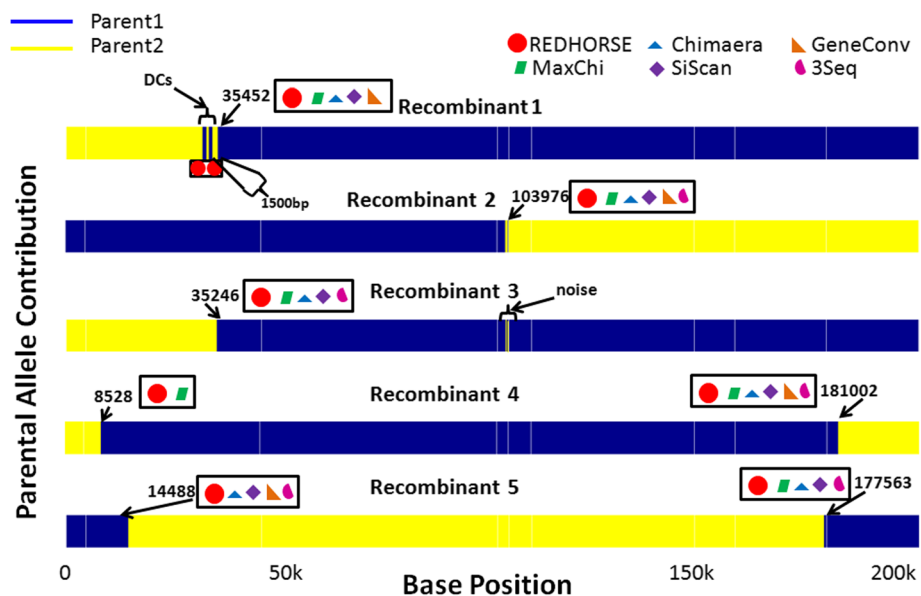 Parent1
Parent2
REDHORSE Chimaera GeneConv
MaxChi SiScan 3Seq
DCs
35452
Recombinant 1
1500bp
Recombinant 2
103976
Recombinant 3
35246
noise
Recombinant 4
8528
181002
Recombinant 5
14488
177563
Parental Allele Contribution
0 50k 150k 200k
Base Position